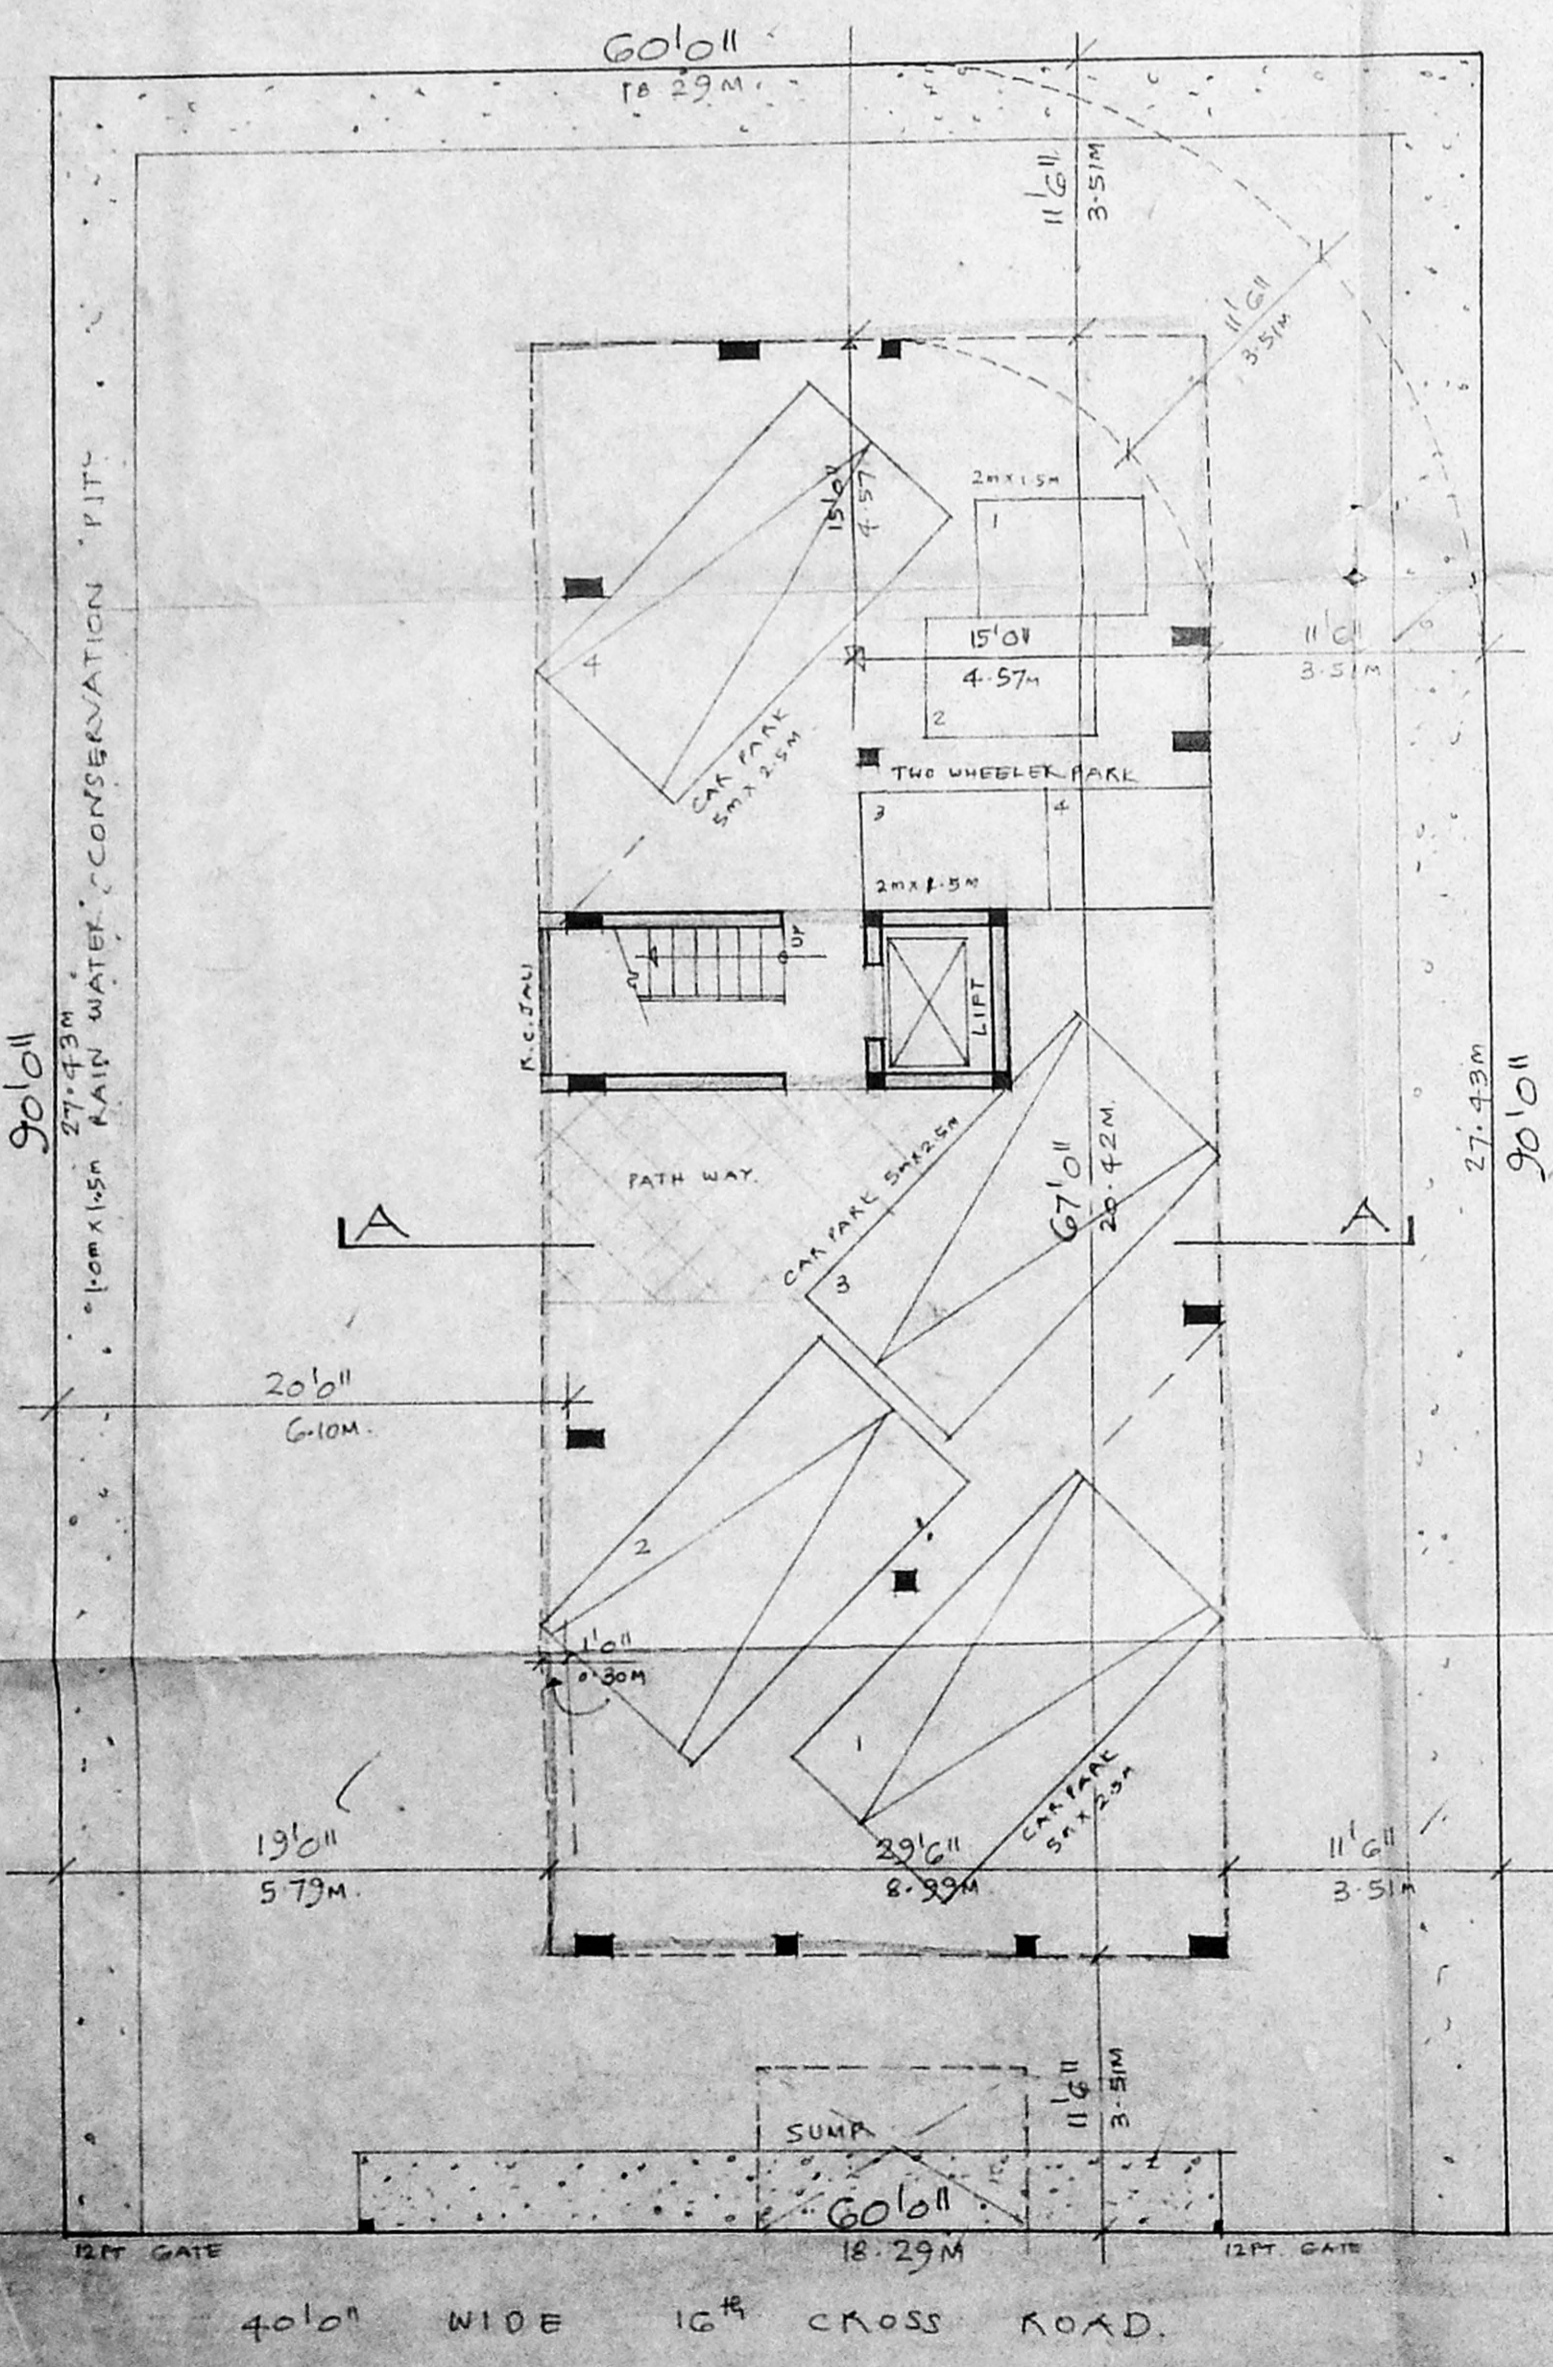 60'0"
18.29M.
11'6"
3.51M
11'6"
3.51M
2m x 1.5M
1
15'0"
4.57
15'0"
4.57M
11'6"
3.51M
4
2
CAR PARK
5M X 2.5M
TWO WHEELER PARK
3
4
2m x 1.5M
UP
LIFT
R.C. JALI
1.0m x 1.5m RAIN WATER CONSERVATION PIT
90'0"
27.43M
27.43M
90'0"
PATH WAY.
CAR PARK 5M X 2.5M
67'0"
20.42M.
A
A
3
20'0"
6.10M.
2
1'0"
0.30M
1
CAR PARK
5M X 2.5M
19'0"
5.79M.
29'6"
8.99M
11'6"
3.51M
11'6"
3.51M
SUMP
60'0"
18.29M
12FT GATE
12FT. GATE
40'0" WIDE 16th CROSS ROAD.